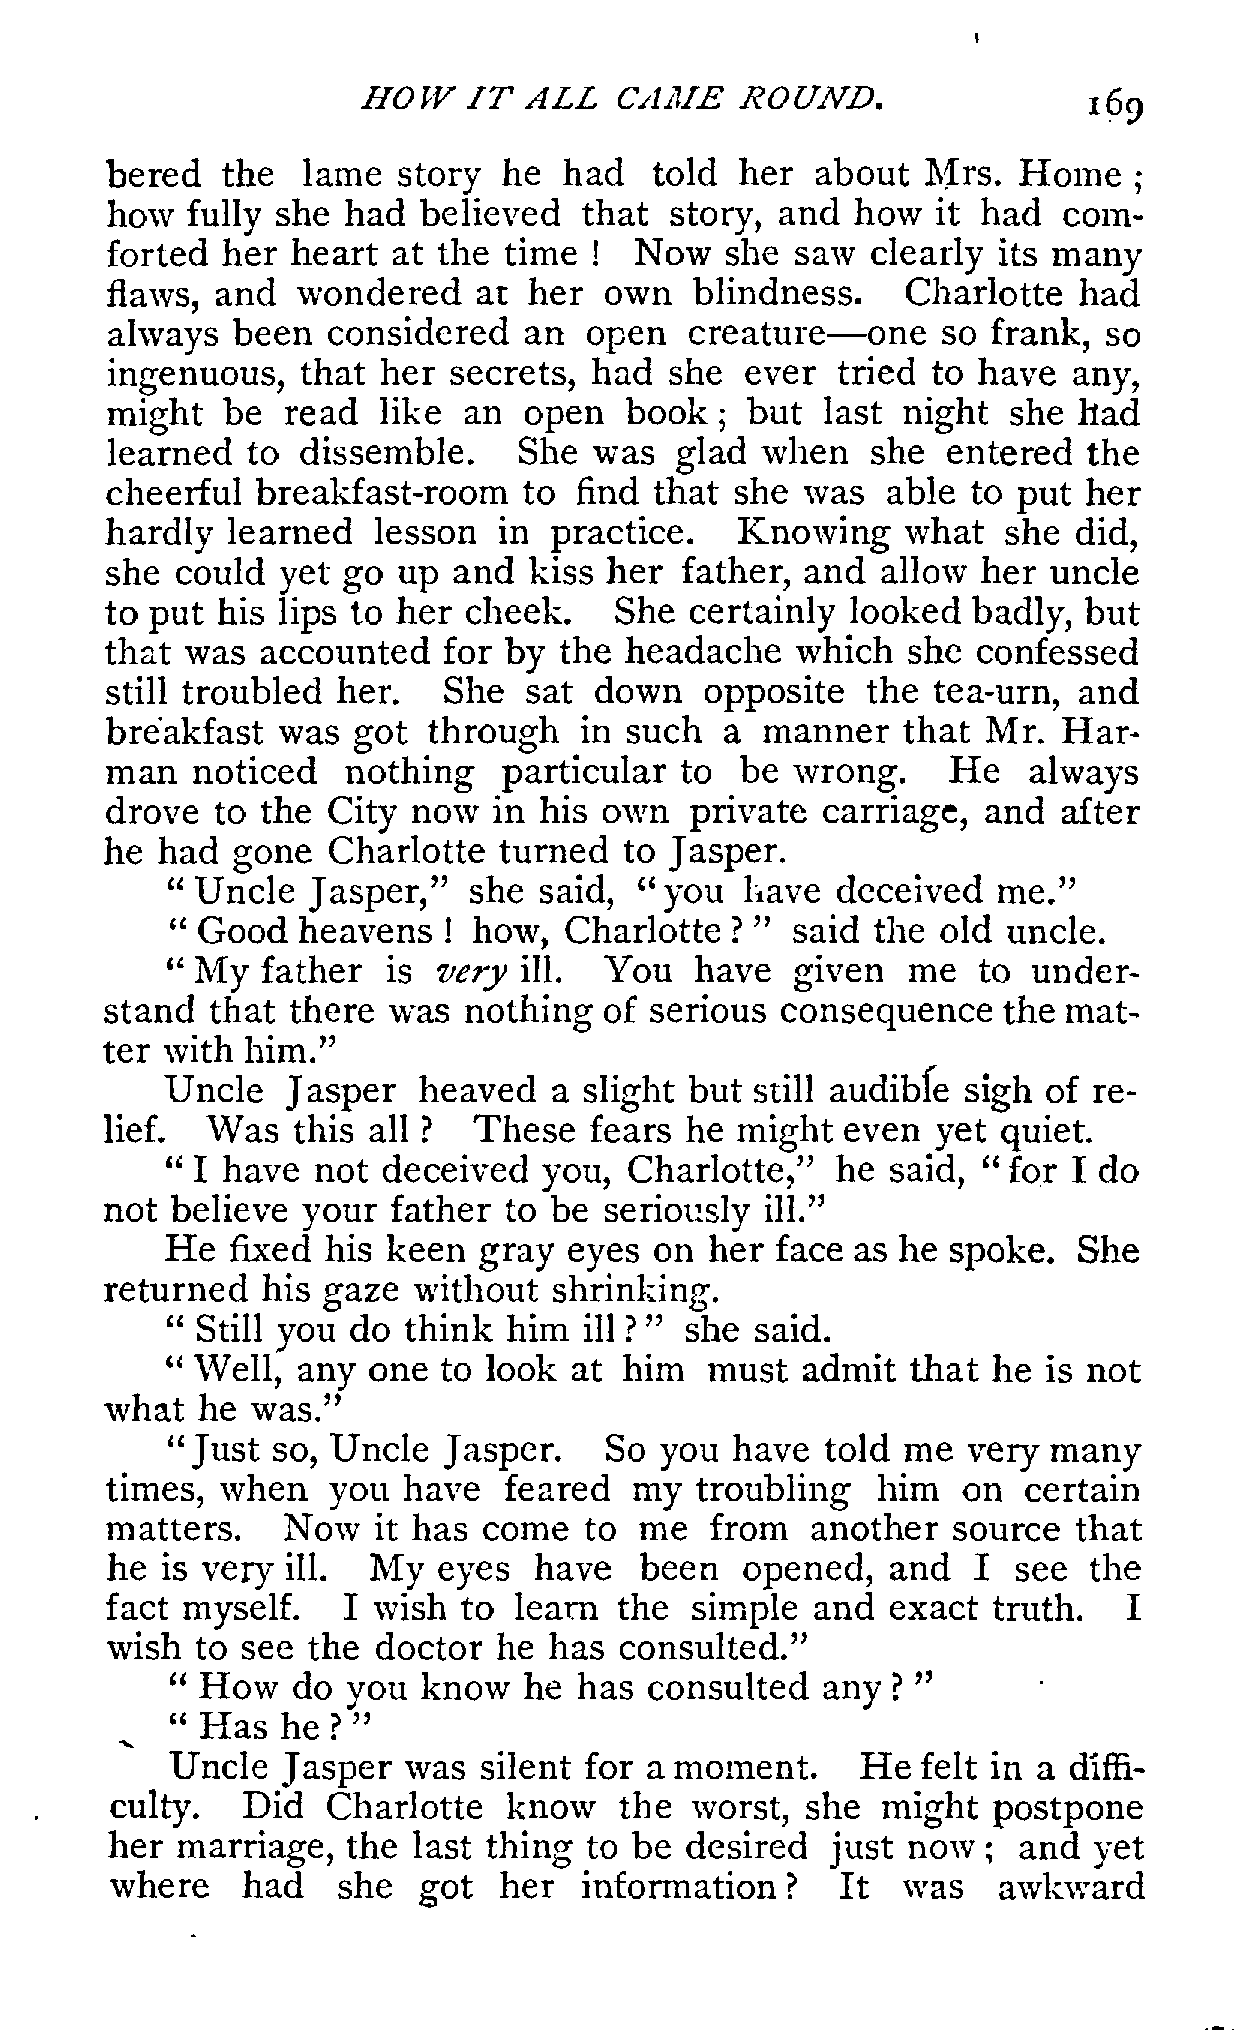 HOW IT ALL CAME ROUND. 169
bered the lame story he had told her about Mrs. Home ;
how fully she had believed that story, and how it had com-
forted her heart at the time ! Now she saw clearly its many
flaws, and wondered at her own blindness. Charlotte had
always been considered an open creature—one so frank, so
ingenuous, that her secrets, had she ever tried to have any,
might be read like an open book ; but last night she had
learned to dissemble. She was glad when she entered the
cheerful breakfast-room to find that she was able to put her
hardly learned lesson in practice. Knowing what she did,
she could yet go up and kiss her father, and allow her uncle
to put his lips to her cheek. She certainly looked badly, but
that was accounted for by the headache which she confessed
still troubled her. She sat down opposite the tea-urn, and
breakfast was got through in such a manner that Mr. Har-
man noticed nothing particular to be wrong. He always
drove to the City now in his own private carriage, and after
he had gone Charlotte turned to Jasper.
“ Uncle Jasper,” she said, “ you have deceived me.”
“ Good heavens ! how, Charlotte ? ” said the old uncle.
“ My father is very ill. You have given me to under-
stand that there was nothing of serious consequence the mat-
ter with him.”
Uncle Jasper heaved a slight but still audible sigh of re-
lief. Was this all ? These fears he might even yet quiet.
“ I have not deceived you, Charlotte,” he said, “ for I do
not believe your father to be seriously ill.”
He fixed his keen gray eyes on her face as he spoke. She
returned his gaze without shrinking.
“ Still you do think him ill ? ” she said.
“ Well, any one to look at him must admit that he is not
what he was.”
“ Just so, Uncle Jasper. So you have told me very many
times, when you have feared my troubling him on certain
matters. Now it has come to me from another source that
he is very ill. My eyes have been opened, and I see the
fact myself. I wish to learn the simple and exact truth. I
wish to see the doctor he has consulted.”
“ How do you know he has consulted any ? ”
“ Has he ? ”
Uncle Jasper was silent for a moment. He felt in a diffi-
culty. Did Charlotte know the worst, she might postpone
her marriage, the last thing to be desired just now ; and yet
where had she got her information ? It was awkward